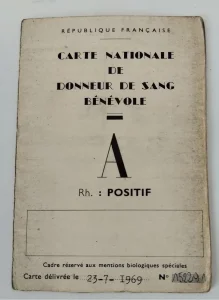 RÉPUBLIQUE FRANÇAISE
CARTE NATIONALE
DE
DONNEUR DE SANG
BÉNÉVOLE
A
Rh. : POSITIF
Cadre réservé aux mentions biologiques spéciales
Carte délivrée le 23-7-1969 N°